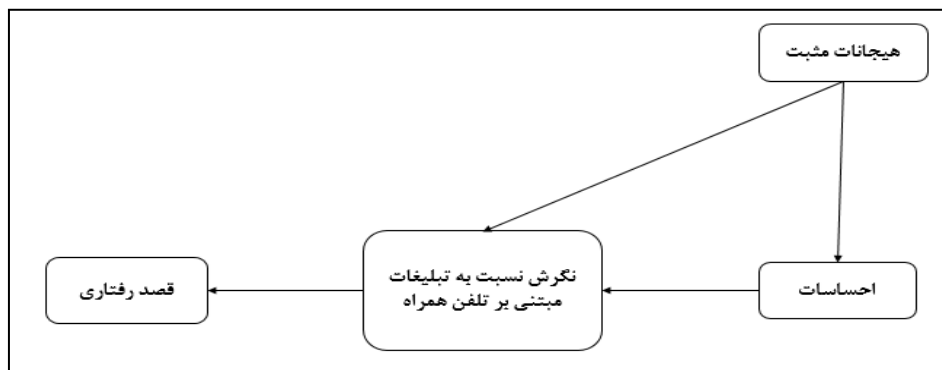 هیجانات مثبت
نگرش نسبت به تبلیغات
مبتنی بر تلفن همراه
احساسات
قصد رفتاری